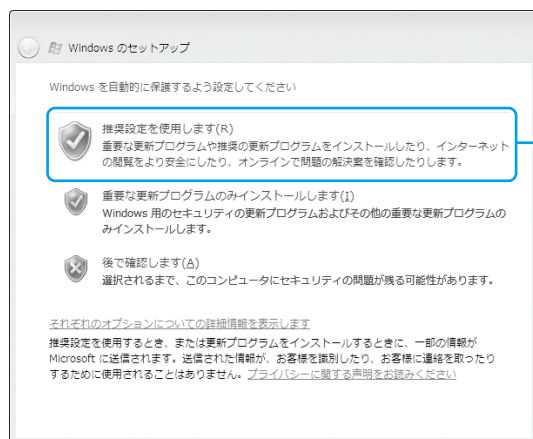 Windows のセットアップ
Windows を自動的に保護するよう設定してください
推奨設定を使用します(R)
重要な更新プログラムや推奨の更新プログラムをインストールしたり、インターネット
の閲覧をより安全にしたり、オンラインで問題の解決案を確認したりします。
重要な更新プログラムのみインストールします(I)
Windows 用のセキュリティの更新プログラムおよびその他の重要な更新プログラムの
みインストールします。
後で確認します(A)
選択されるまで、このコンピュータにセキュリティの問題が残る可能性があります。
それぞれのオプションについての詳細情報を表示します
推奨設定を使用するとき、または更新プログラムをインストールするときに、一部の情報が
Microsoft に送信されます。送信された情報が、お客様を識別したり、お客様に連絡を取ったり
するために使用されることはありません。プライバシーに関する声明をお読みください